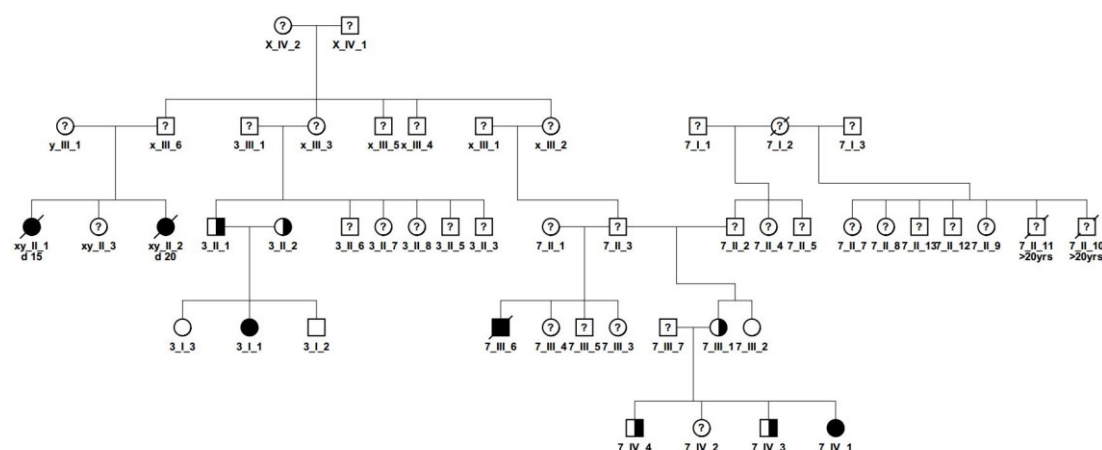 ? ?
X_IV_2 X_IV_1
? ? ? ? ? ? ? ? ? ? ?
y_III_1 x_III_6 3_III_1 x_III_3 x_III_5 x_III_4 x_III_1 x_III_2 7_I_1 7_I_2 7_I_3
? ? ? ? ? ? ? ? ? ? ? ? ? ? ? ? ? ? ?
xy_II_1 xy_II_3 xy_II_2 3_II_1 3_II_2 3_II_6 3_II_7 3_II_8 3_II_5 3_II_3 7_II_1 7_II_3 7_II_2 7_II_4 7_II_5 7_II_7 7_II_8 7_II_13 7_II_12 7_II_9 7_II_11 7_II_10
d 15 d 20 >20yrs >20yrs
? ? ? ?
3_I_3 3_I_1 3_I_2 7_III_6 7_III_4 7_III_5 7_III_3 7_III_7 7_III_1 7_III_2
?
7_IV_4 7_IV_2 7_IV_3 7_IV_1